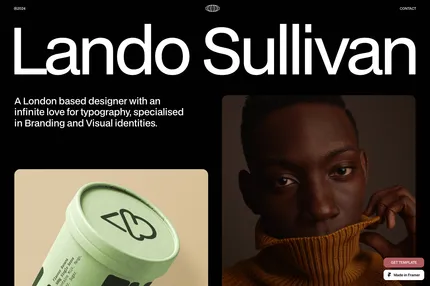 ©2024
CONTACT
Lando Sullivan
A London based designer with an
infinite love for typography, specialised
in Branding and Visual identities.
GET TEMPLATE
Made in Framer